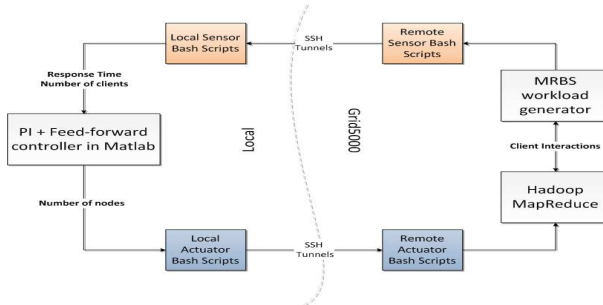 Local Sensor
Bash Scripts
SSH
Tunnels
Remote
Sensor Bash
Scripts
Response Time
Number of clients
MRBS
workload
generator
PI + Feed-forward
controller in Matlab
Local
Grid5000
Client Interactions
Number of nodes
Hadoop
MapReduce
Local
Actuator
Bash Scripts
SSH
Tunnels
Remote
Actuator
Bash Scripts